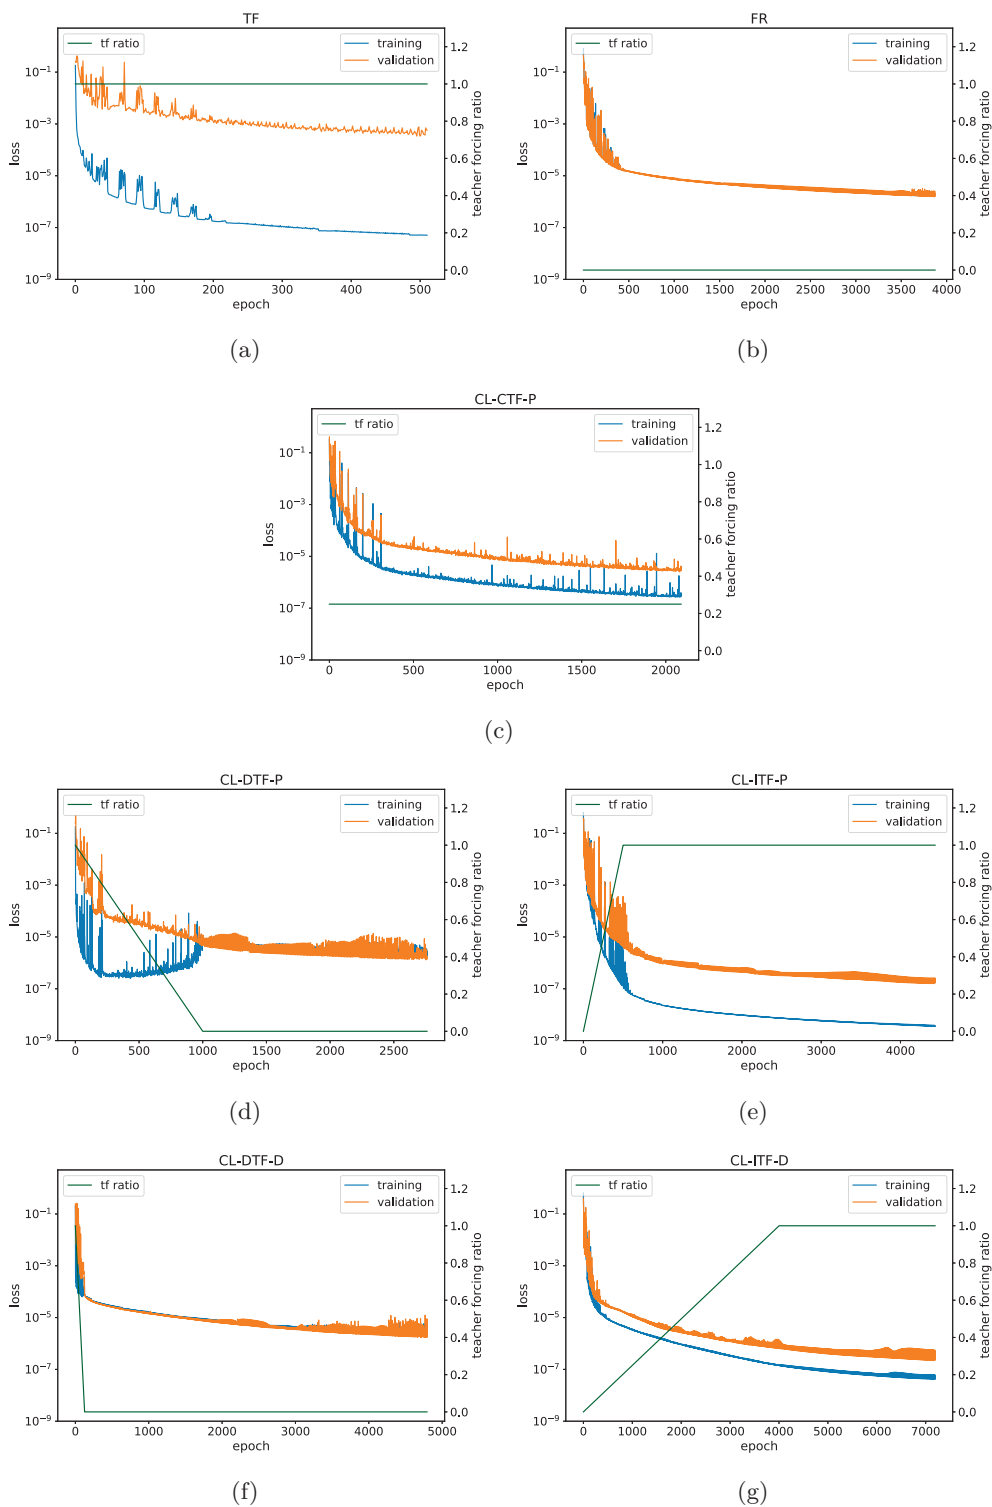 TF
tf ratio
training
validation
10⁻¹
10⁻³
10⁻⁵
10⁻⁷
10⁻⁹
loss
1.2
1.0
0.8
0.6
0.4
0.2
0.0
teacher forcing ratio
0 100 200 300 400 500
epoch
(a)
FR
tf ratio
training
validation
10⁻¹
10⁻³
10⁻⁵
10⁻⁷
10⁻⁹
loss
1.2
1.0
0.8
0.6
0.4
0.2
0.0
teacher forcing ratio
0 500 1000 1500 2000 2500 3000 3500 4000
epoch
(b)
CL-CTF-P
tf ratio
training
validation
10⁻¹
10⁻³
10⁻⁵
10⁻⁷
10⁻⁹
loss
1.2
1.0
0.8
0.6
0.4
0.2
0.0
teacher forcing ratio
0 500 1000 1500 2000
epoch
(c)
CL-DTF-P
tf ratio
training
validation
10⁻¹
10⁻³
10⁻⁵
10⁻⁷
10⁻⁹
loss
1.2
1.0
0.8
0.6
0.4
0.2
0.0
teacher forcing ratio
0 500 1000 1500 2000 2500
epoch
(d)
CL-ITF-P
tf ratio
training
validation
10⁻¹
10⁻³
10⁻⁵
10⁻⁷
10⁻⁹
loss
1.2
1.0
0.8
0.6
0.4
0.2
0.0
teacher forcing ratio
0 1000 2000 3000 4000
epoch
(e)
CL-DTF-D
tf ratio
training
validation
10⁻¹
10⁻³
10⁻⁵
10⁻⁷
10⁻⁹
loss
1.2
1.0
0.8
0.6
0.4
0.2
0.0
teacher forcing ratio
0 1000 2000 3000 4000 5000
epoch
(f)
CL-ITF-D
tf ratio
training
validation
10⁻¹
10⁻³
10⁻⁵
10⁻⁷
10⁻⁹
loss
1.2
1.0
0.8
0.6
0.4
0.2
0.0
teacher forcing ratio
0 1000 2000 3000 4000 5000 6000 7000
epoch
(g)